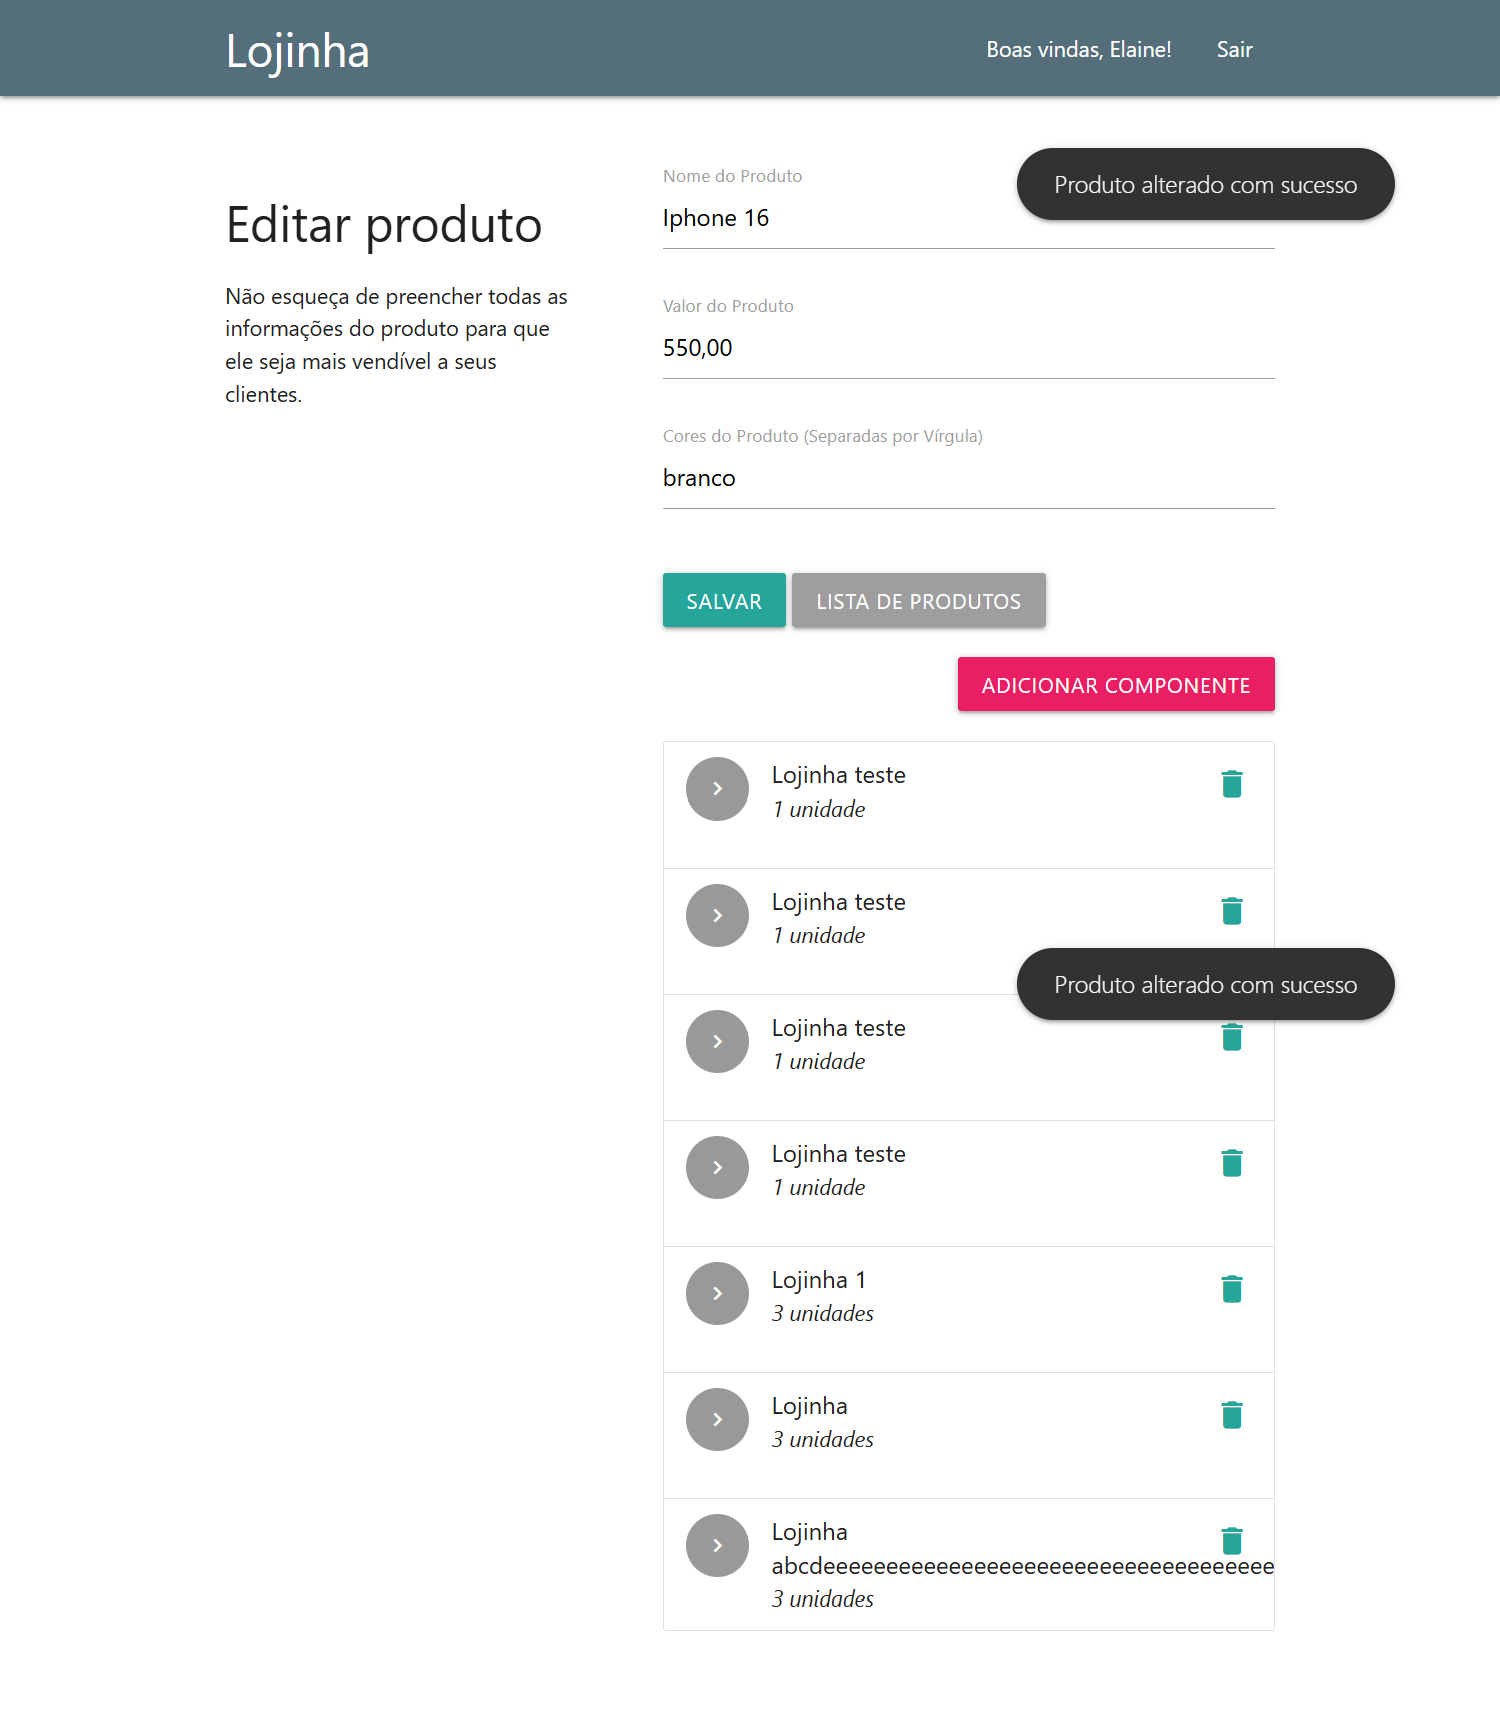 Lojinha
Boas vindas, Elaine!
Sair
Editar produto
Não esqueça de preencher todas as
informações do produto para que
ele seja mais vendível a seus
clientes.
Produto alterado com sucesso
Nome do Produto
Iphone 16
Valor do Produto
550,00
Cores do Produto (Separadas por Vírgula)
branco
SALVAR
LISTA DE PRODUTOS
ADICIONAR COMPONENTE
Lojinha teste
1 unidade
Lojinha teste
1 unidade
Produto alterado com sucesso
Lojinha teste
1 unidade
Lojinha teste
1 unidade
Lojinha 1
3 unidades
Lojinha
3 unidades
Lojinha
abcdeeeeeeeeeeeeeeeeeeeeeeeeeeeeeeeeeeee
3 unidades